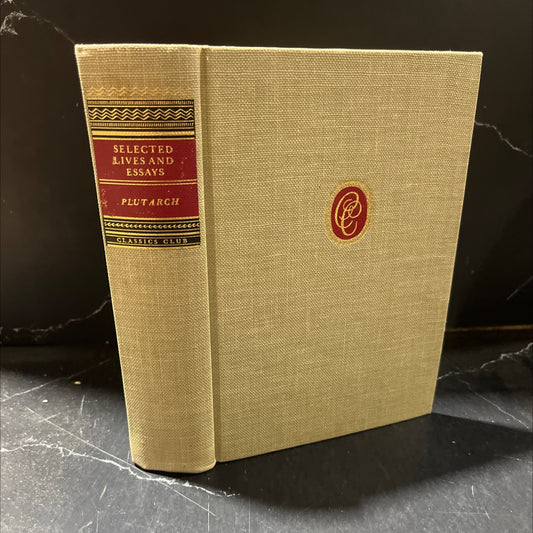 SELECTED
LIVES AND
ESSAYS
PLUTARCH
CLASSICS CLUB